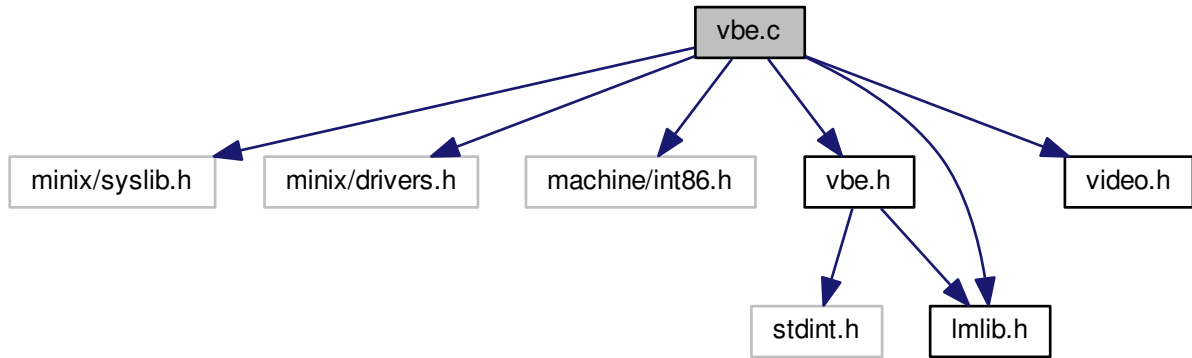 vbe.c
minix/syslib.h
minix/drivers.h
machine/int86.h
vbe.h
video.h
stdint.h
lmlib.h